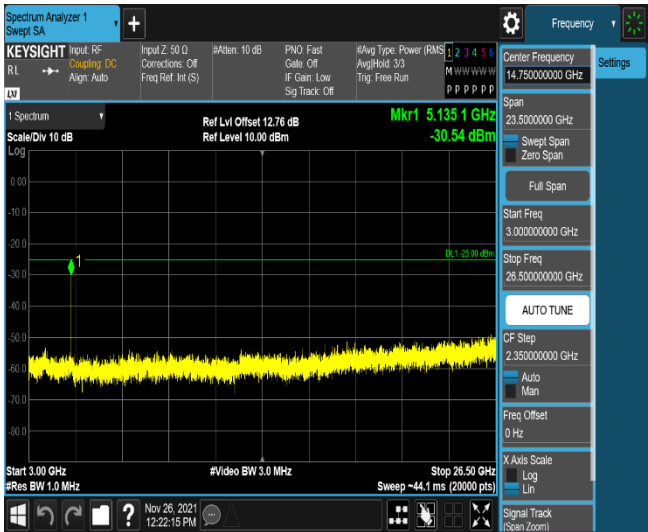 Spectrum Analyzer 1
Swept SA
Frequency
KEYSIGHT
RL
LXI
Input: RF
Coupling: DC
Align: Auto
Input Z: 50 Ω
Corrections: Off
Freq Ref: Int (S)
#Atten: 10 dB
PNO: Fast
Gate: Off
IF Gain: Low
Sig Track: Off
#Avg Type: Power (RMS
Avg|Hold: 3/3
Trig: Free Run
1 2 3 4 5 6
M W W W W W
P P P P P P
Center Frequency
14.750000000 GHz
Settings
Span
23.5000000 GHz
Swept Span
Zero Span
Full Span
Start Freq
3.000000000 GHz
Stop Freq
26.500000000 GHz
AUTO TUNE
CF Step
2.350000000 GHz
Auto
Man
Freq Offset
0 Hz
X Axis Scale
Log
Lin
Signal Track
(Span Zoom)
1 Spectrum
Scale/Div 10 dB
Log
Ref Lvl Offset 12.76 dB
Ref Level 10.00 dBm
Mkr1 5.135 1 GHz
-30.54 dBm
0.00
-10.0
-20.0
-30.0
-40.0
-50.0
-60.0
-70.0
-80.0
DL1 -25.00 dBm
1
Start 3.00 GHz
#Res BW 1.0 MHz
#Video BW 3.0 MHz
Stop 26.50 GHz
Sweep ~44.1 ms (20000 pts)
?
Nov 26, 2021
12:22:15 PM